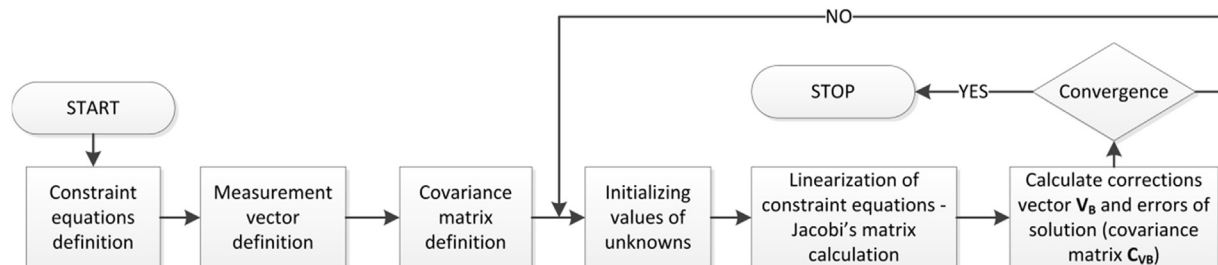 NO
START
STOP
YES
Convergence
Constraint
equations
definition
Measurement
vector
definition
Covariance
matrix
definition
Initializing
values of
unknowns
Linearization of
constraint equations -
Jacobi's matrix
calculation
Calculate corrections
vector VB and errors of
solution (covariance
matrix CVB)